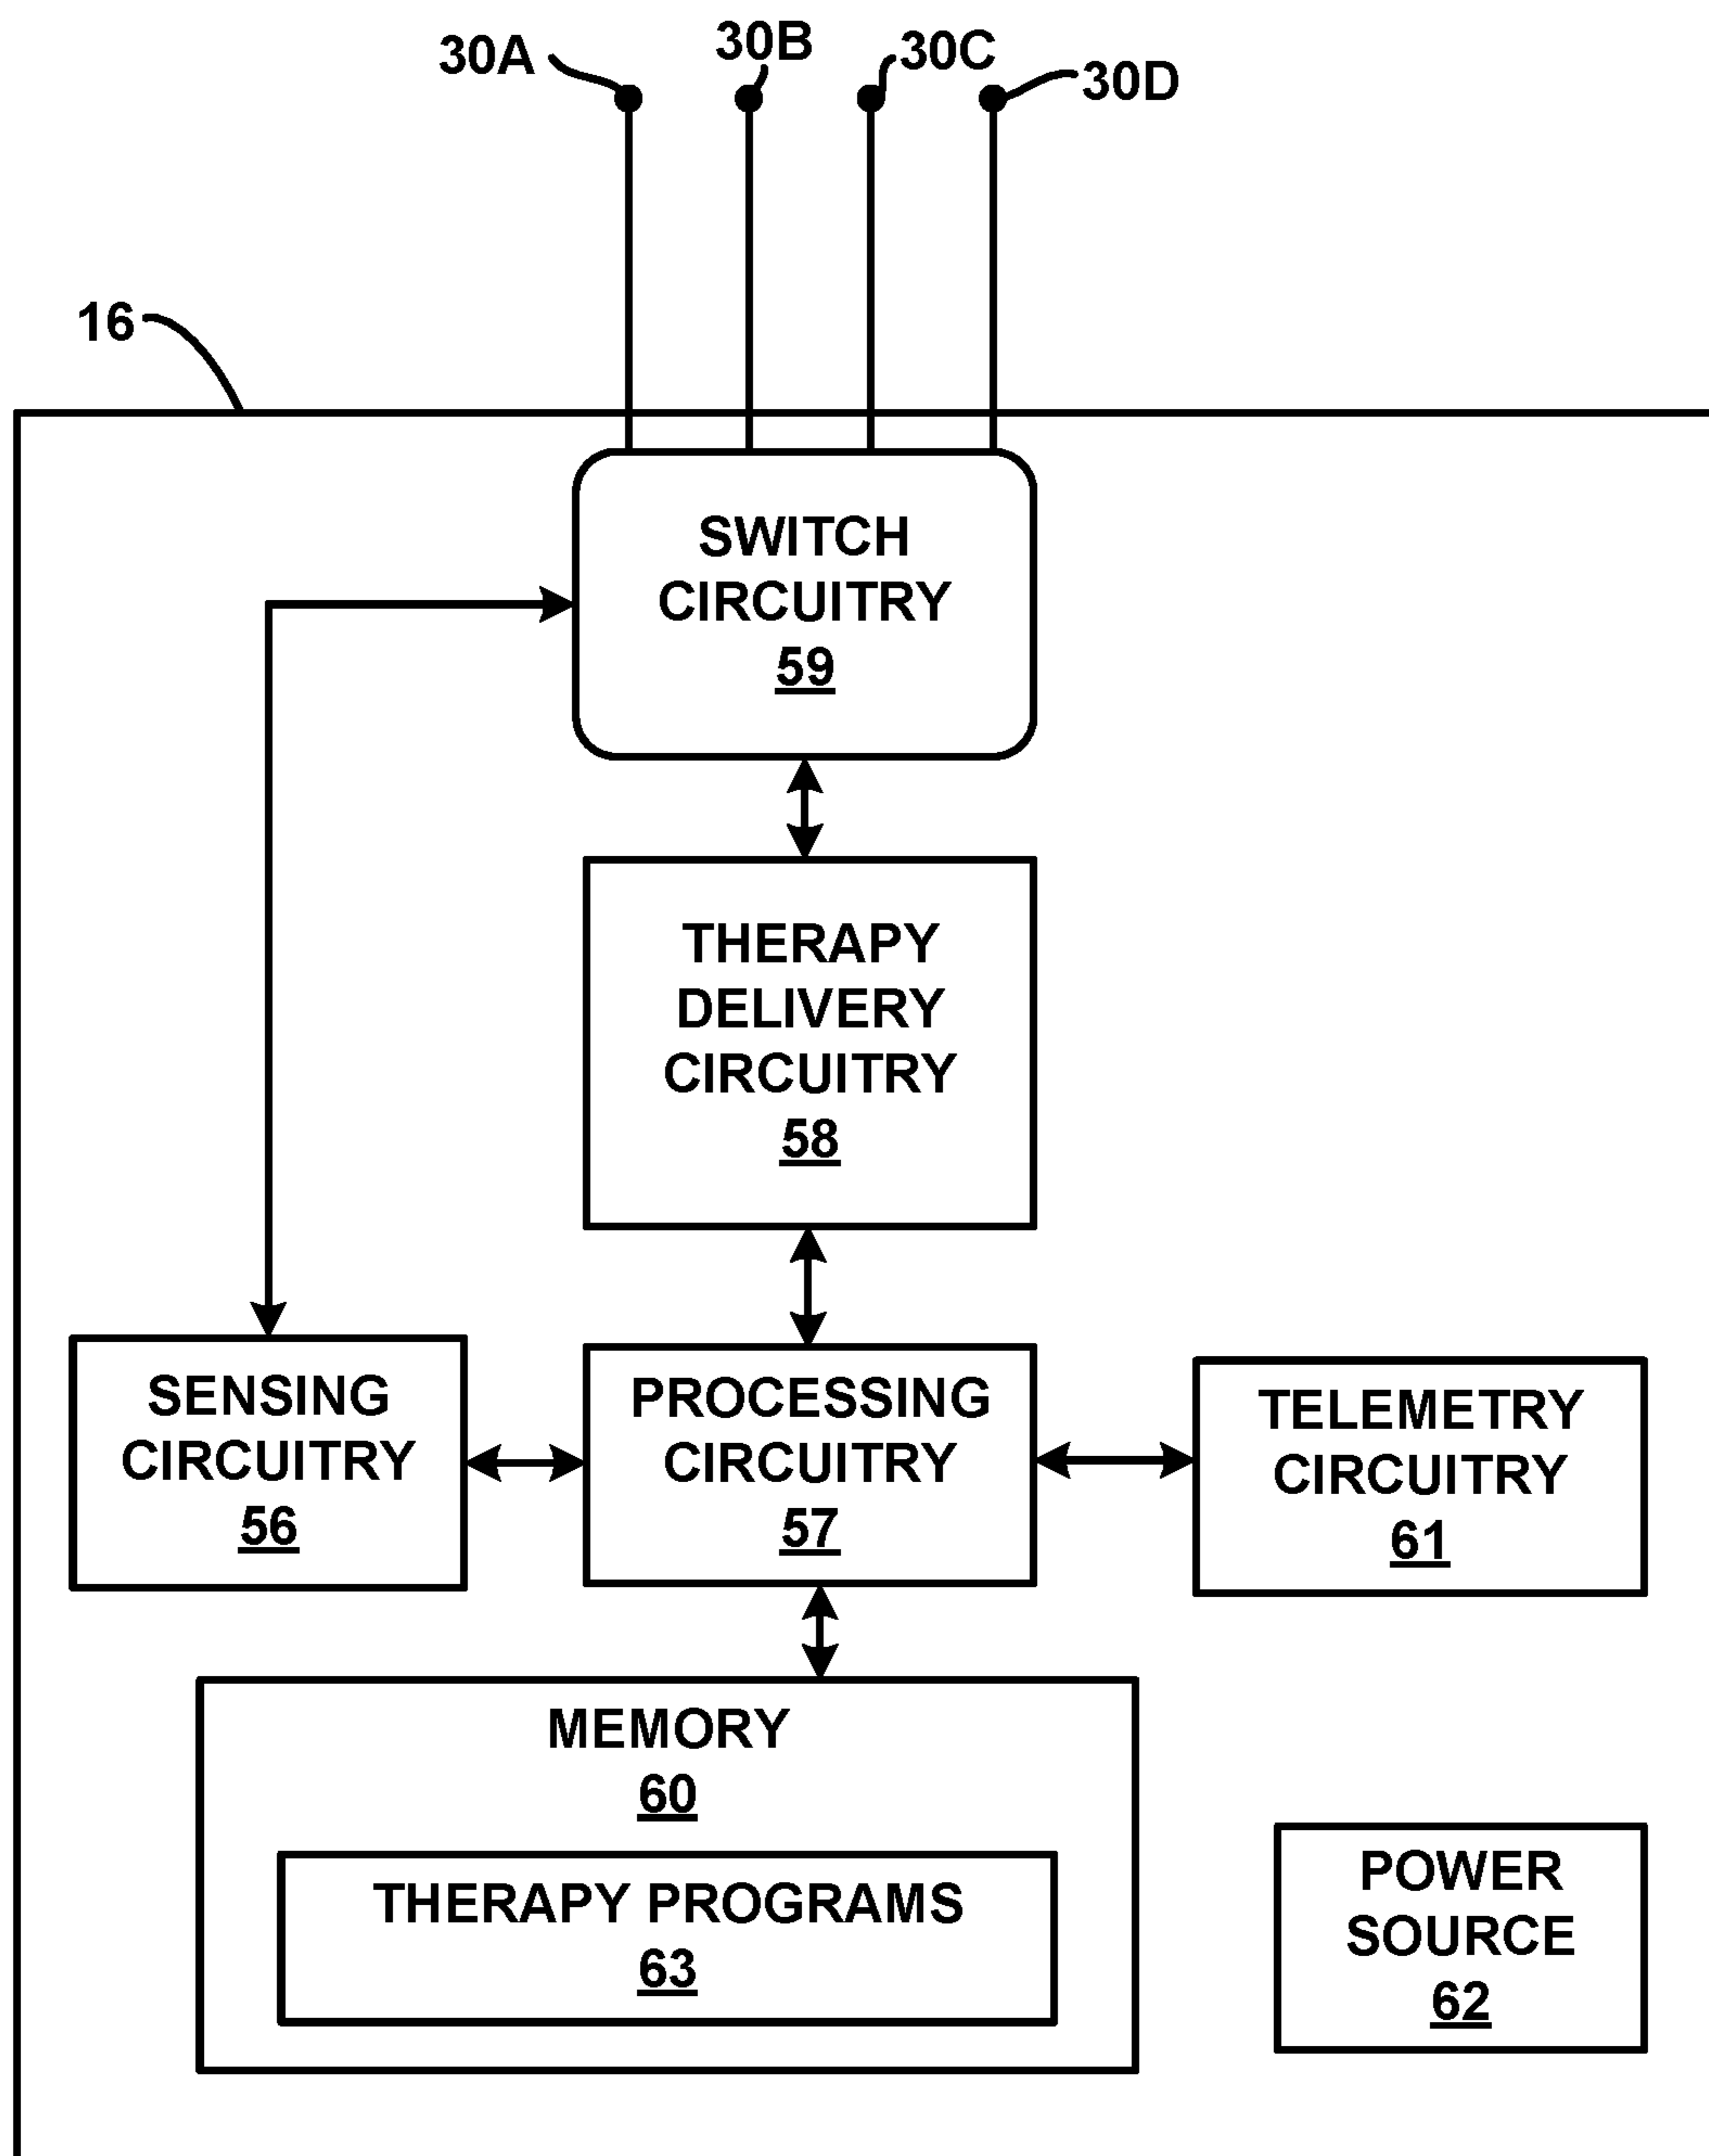 30A
30B
30C
30D
16
SWITCH
CIRCUITRY
59
THERAPY
DELIVERY
CIRCUITRY
58
SENSING
CIRCUITRY
56
PROCESSING
CIRCUITRY
57
TELEMETRY
CIRCUITRY
61
MEMORY
60
THERAPY PROGRAMS
63
POWER
SOURCE
62